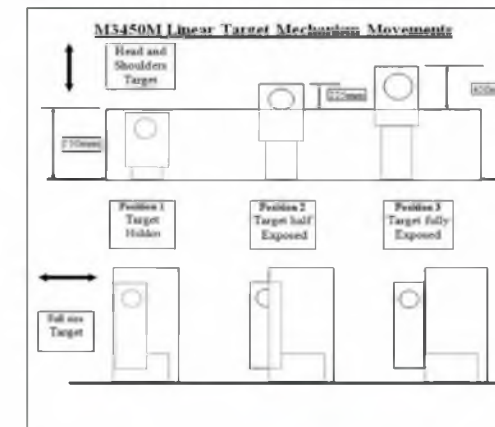 M3450M Linear Target Mechanism Movements
Head and
Shoulders
Target
Position 1
Target
Hidden
Position 2
Target half
Exposed
Position 3
Target fully
Exposed
Full size
Target